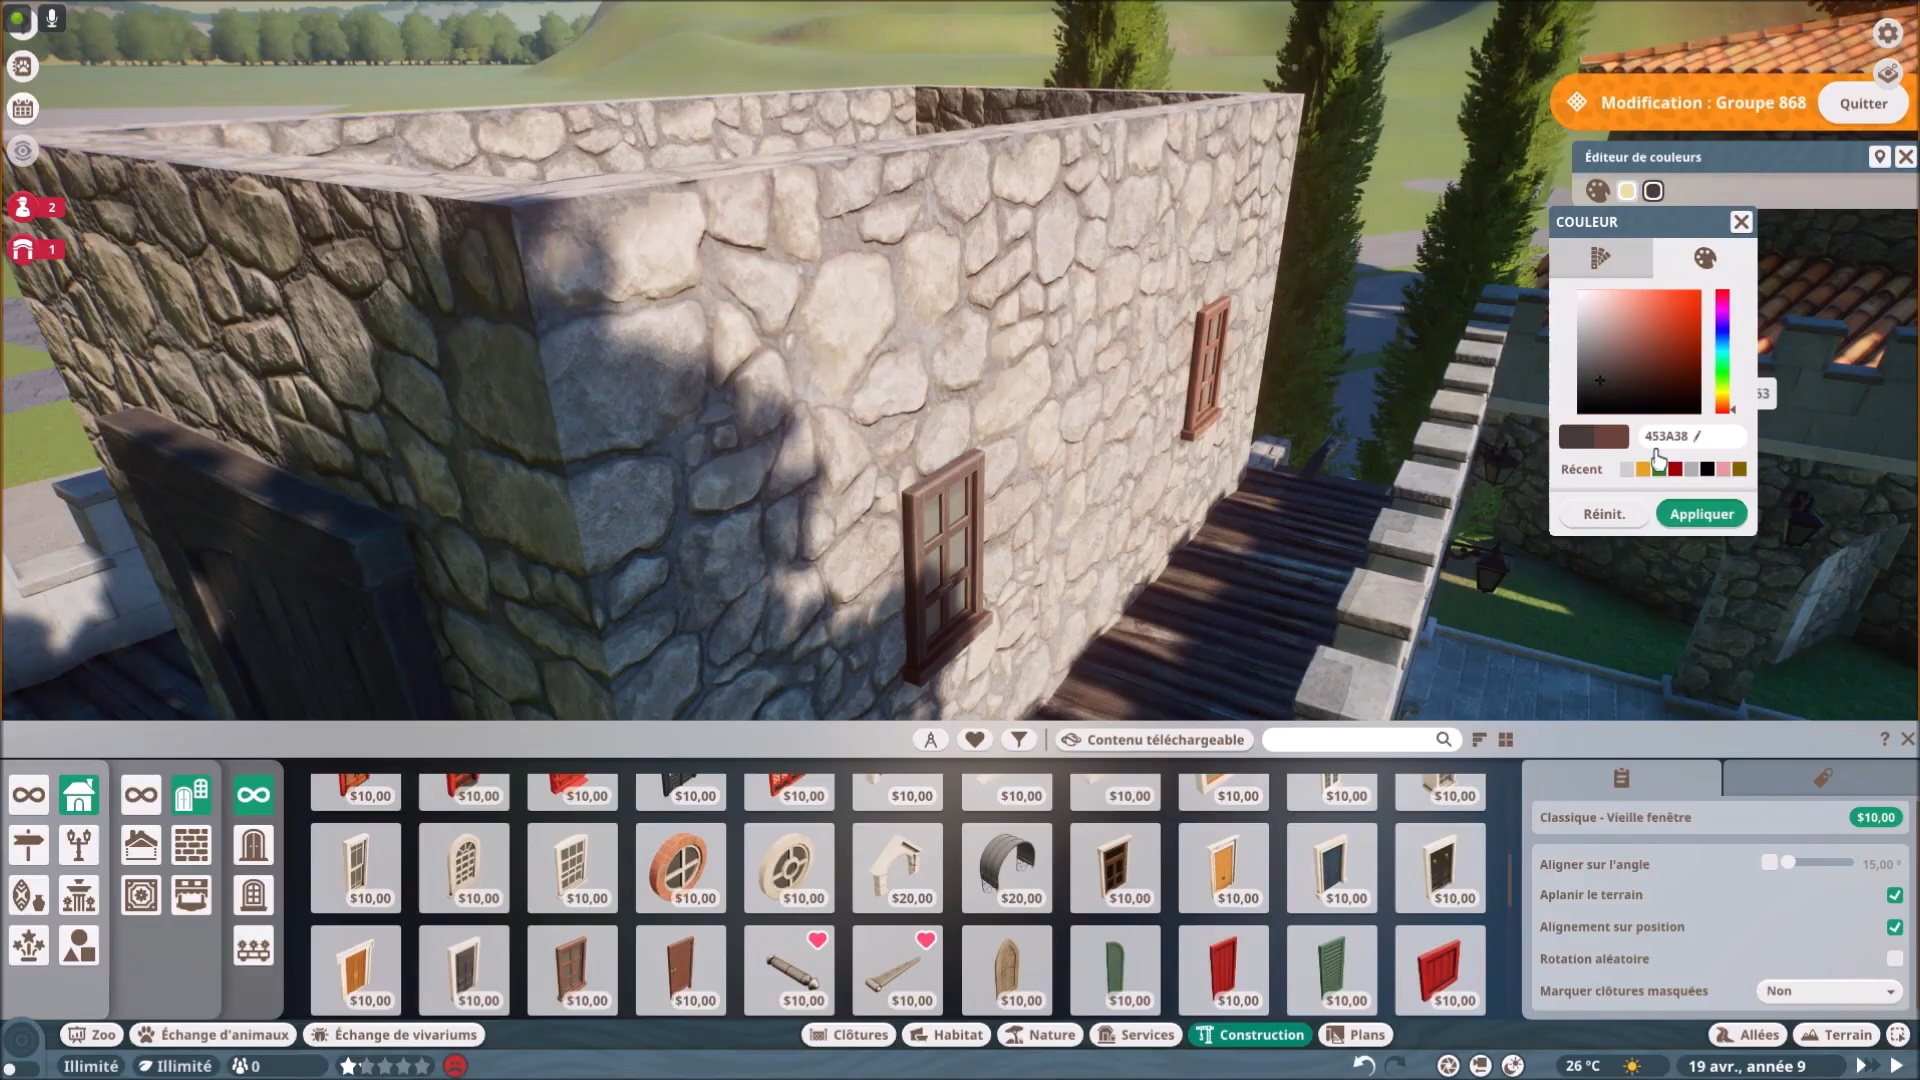 Modification : Groupe 868
Quitter
Éditeur de couleurs
2
1
COULEUR
63
453A38
Récent
Réinit.
Appliquer
Contenu téléchargeable
?
$10,00 $10,00 $10,00 $10,00 $10,00 $10,00 $10,00 $10,00 $10,00 $10,00 $10,00
$10,00 $10,00 $10,00 $10,00 $10,00 $20,00 $20,00 $10,00 $10,00 $10,00 $10,00
$10,00 $10,00 $10,00 $10,00 $10,00 $10,00 $10,00 $10,00 $10,00 $10,00 $10,00
Classique - Vieille fenêtre
$10,00
Aligner sur l'angle
15,00 °
Aplanir le terrain
Alignement sur position
Rotation aléatoire
Marquer clôtures masquées
Non
Zoo
Échange d'animaux
Échange de vivariums
Clôtures
Habitat
Nature
Services
Construction
Plans
Allées
Terrain
Illimité
Illimité
0
26 °C
19 avr., année 9